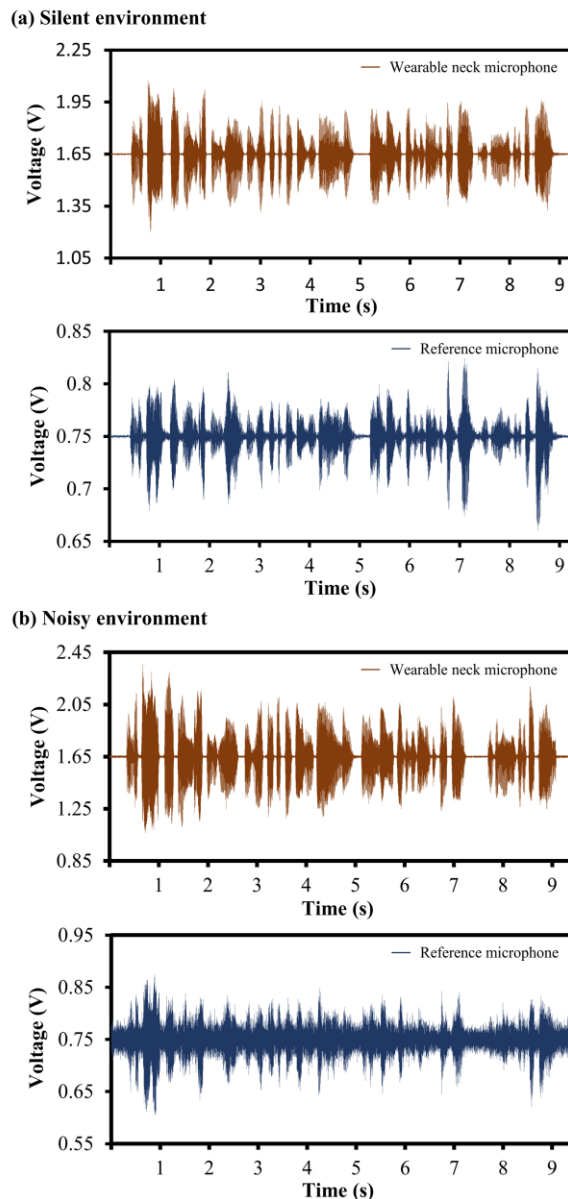 (a) Silent environment
2.25
Wearable neck microphone
1.95
1.65
1.35
1.05
Voltage (V)
1 2 3 4 5 6 7 8 9
Time (s)
0.85
Reference microphone
0.8
0.75
0.7
0.65
Voltage (V)
1 2 3 4 5 6 7 8 9
Time (s)
(b) Noisy environment
2.45
Wearable neck microphone
2.05
1.65
1.25
0.85
Voltage (V)
1 2 3 4 5 6 7 8 9
Time (s)
0.95
Reference microphone
0.85
0.75
0.65
0.55
Voltage (V)
1 2 3 4 5 6 7 8 9
Time (s)